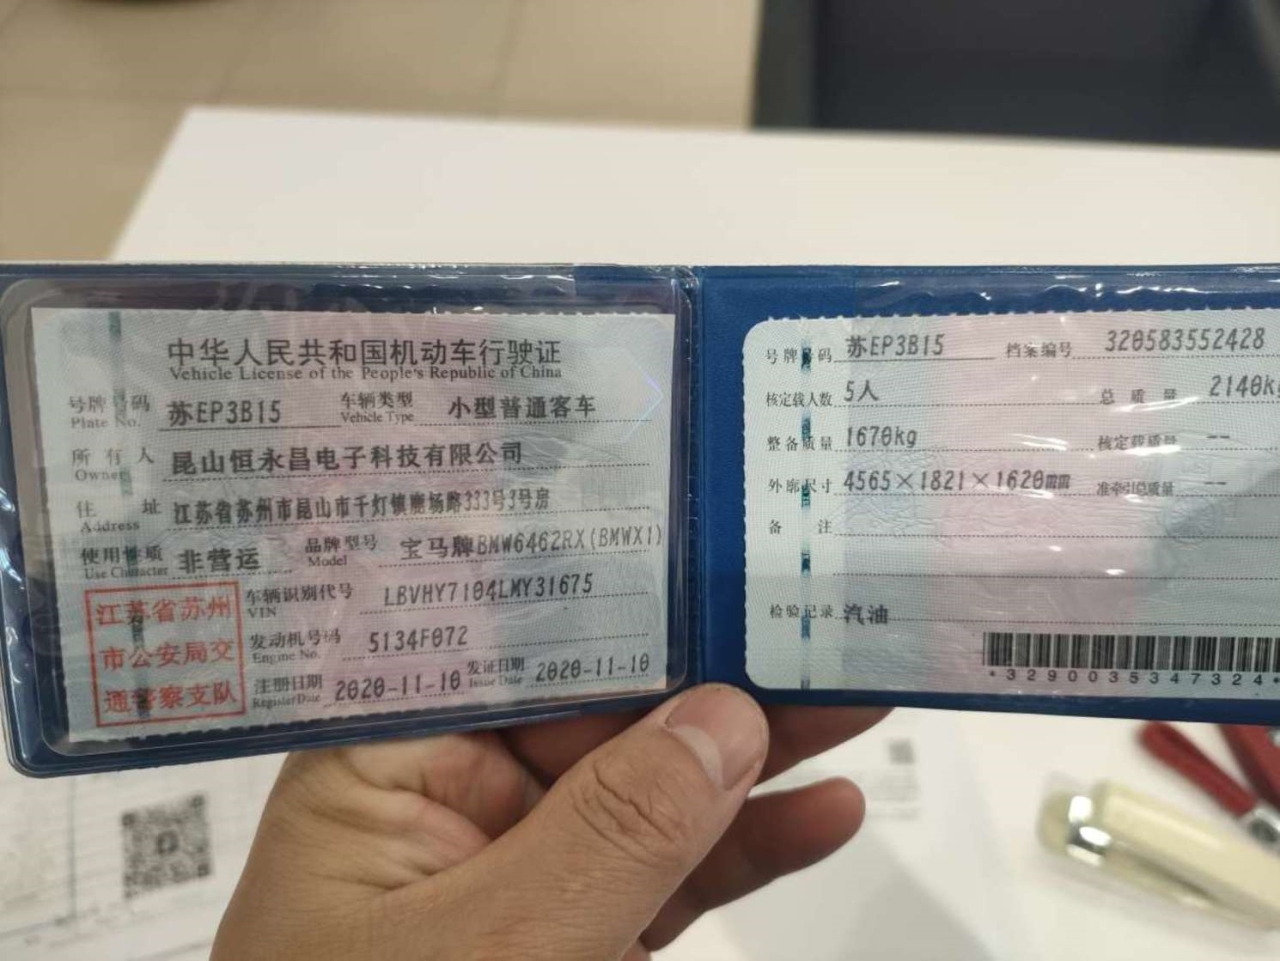 中华人民共和国机动车行驶证
Vehicle License of the People's Republic of China
号牌号码 Plate No. 苏EP3B15 车辆类型 Vehicle Type 小型普通客车
所有人 Owner 昆山恒永昌电子科技有限公司
住址 Address 江苏省苏州市昆山市千灯镇鹿场路333号3号房
使用性质 Use Character 非营运 品牌型号 Model 宝马牌BMW6462RX(BMWX1)
车辆识别代号 VIN LBVHY7104LMY31675
发动机号码 Engine No. 5134F072
注册日期 Register Date 2020-11-10 发证日期 Issue Date 2020-11-10
江苏省苏州
市公安局交
通警察支队
号牌号码 苏EP3B15 档案编号 320583552428
核定载人数 5人 总质量 2140k
整备质量 1670kg 核定载质量 --
外廓尺寸 4565×1821×1620mm 准牵引总质量 --
备注
检验记录 汽油
*3290035347324*